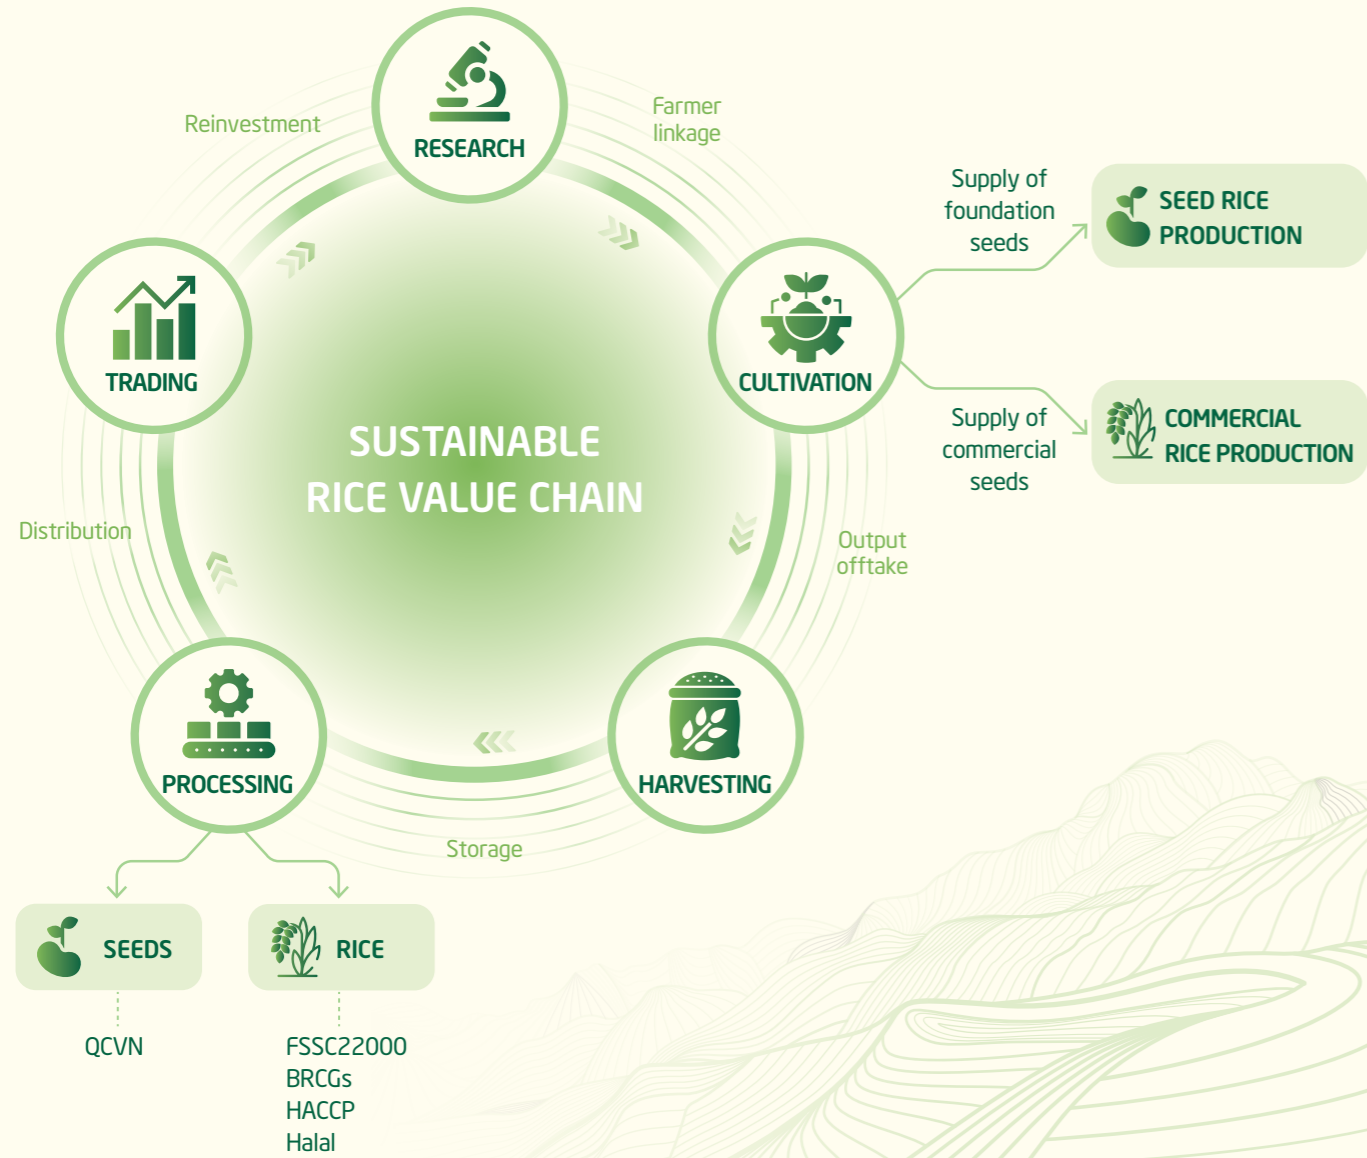 Reinvestment
RESEARCH
Farmer
linkage
Supply of
foundation
seeds
SEED RICE
PRODUCTION
TRADING
CULTIVATION
SUSTAINABLE
RICE VALUE CHAIN
Supply of
commercial
seeds
COMMERCIAL
RICE PRODUCTION
Distribution
Output
offtake
PROCESSING
HARVESTING
Storage
SEEDS
RICE
QCVN
FSSC22000
BRCGs
HACCP
Halal